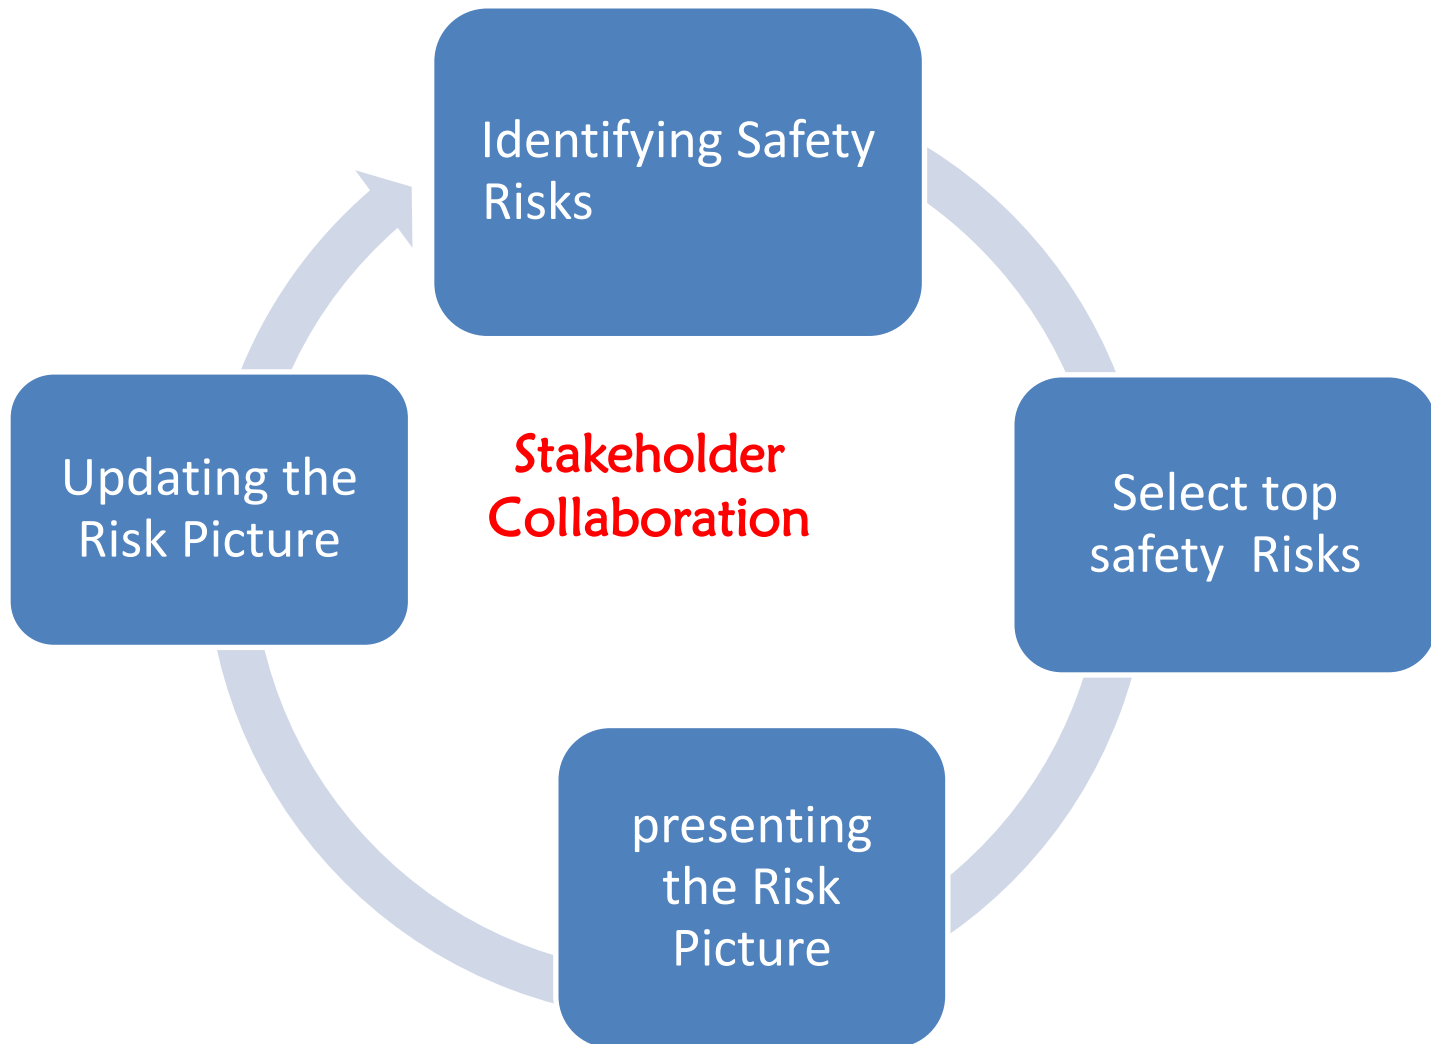 Identifying Safety
Risks
Select top
safety  Risks
presenting
the Risk
Picture
Updating the
Risk Picture
Stakeholder
Collaboration